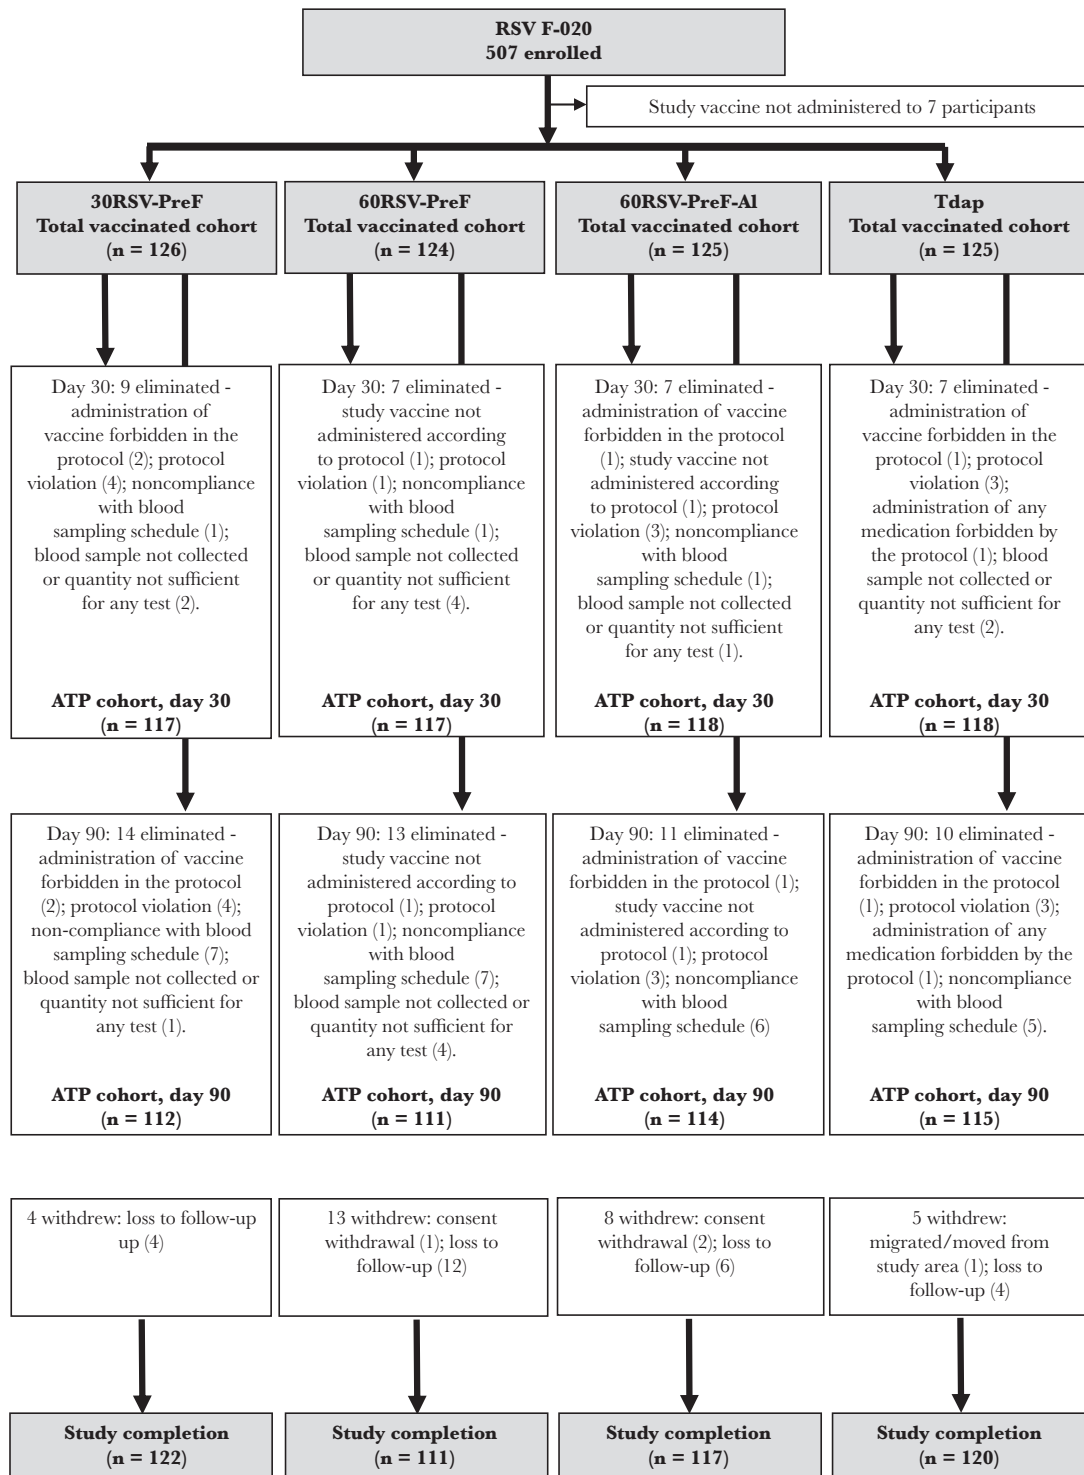 RSV F-020
507 enrolled
Study vaccine not administered to 7 participants
30RSV-PreF
Total vaccinated cohort
(n = 126)
60RSV-PreF
Total vaccinated cohort
(n = 124)
60RSV-PreF-Al
Total vaccinated cohort
(n = 125)
Tdap
Total vaccinated cohort
(n = 125)
Day 30: 9 eliminated -
administration of
vaccine forbidden in the
protocol (2); protocol
violation (4); noncompliance
with blood
sampling schedule (1);
blood sample not collected
or quantity not sufficient
for any test (2).
ATP cohort, day 30
(n = 117)
Day 30: 7 eliminated -
study vaccine not
administered according
to protocol (1); protocol
violation (1); noncompliance
with blood
sampling schedule (1);
blood sample not collected
or quantity not sufficient
for any test (4).
ATP cohort, day 30
(n = 117)
Day 30: 7 eliminated -
administration of vaccine
forbidden in the protocol
(1); study vaccine not
administered according
to protocol (1); protocol
violation (3); noncompliance
with blood
sampling schedule (1);
blood sample not collected
or quantity not sufficient
for any test (1).
ATP cohort, day 30
(n = 118)
Day 30: 7 eliminated -
administration of
vaccine forbidden in the
protocol (1); protocol
violation (3);
administration of any
medication forbidden by
the protocol (1); blood
sample not collected or
quantity not sufficient for
any test (2).
ATP cohort, day 30
(n = 118)
Day 90: 14 eliminated -
administration of vaccine
forbidden in the protocol
(2); protocol violation (4);
non-compliance with blood
sampling schedule (7);
blood sample not collected or
quantity not sufficient for
any test (1).
ATP cohort, day 90
(n = 112)
Day 90: 13 eliminated -
study vaccine not
administered according to
protocol (1); protocol
violation (1); noncompliance
with blood
sampling schedule (7);
blood sample not collected or
quantity not sufficient for
any test (4).
ATP cohort, day 90
(n = 111)
Day 90: 11 eliminated -
administration of vaccine
forbidden in the protocol (1);
study vaccine not
administered according to
protocol (1); protocol
violation (3); noncompliance
with blood
sampling schedule (6)
ATP cohort, day 90
(n = 114)
Day 90: 10 eliminated -
administration of vaccine
forbidden in the protocol
(1); protocol violation (3);
administration of any
medication forbidden by the
protocol (1); noncompliance
with blood
sampling schedule (5).
ATP cohort, day 90
(n = 115)
4 withdrew: loss to follow-up
up (4)
13 withdrew: consent
withdrawal (1); loss to
follow-up (12)
8 withdrew: consent
withdrawal (2); loss to
follow-up (6)
5 withdrew:
migrated/moved from
study area (1); loss to
follow-up (4)
Study completion
(n = 122)
Study completion
(n = 111)
Study completion
(n = 117)
Study completion
(n = 120)